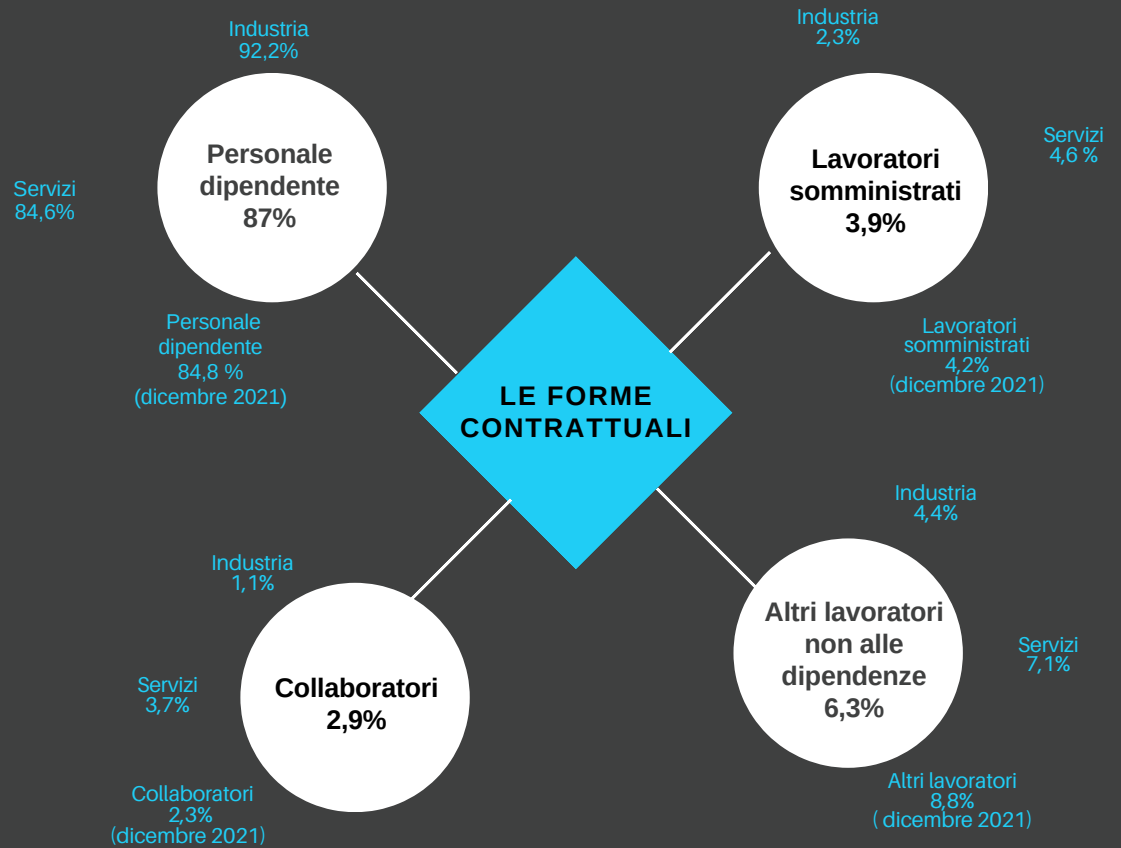 Industria
92,2%
Servizi
84,6%
Personale
dipendente
87%
Personale
dipendente
84,8 %
(dicembre 2021)
Industria
2,3%
Servizi
4,6 %
Lavoratori
somministrati
3,9%
Lavoratori
somministrati
4,2%
(dicembre 2021)
LE FORME
CONTRATTUALI
Industria
1,1%
Servizi
3,7%
Collaboratori
2,9%
Collaboratori
2,3%
(dicembre 2021)
Industria
4,4%
Servizi
7,1%
Altri lavoratori
non alle
dipendenze
6,3%
Altri lavoratori
8,8%
( dicembre 2021)